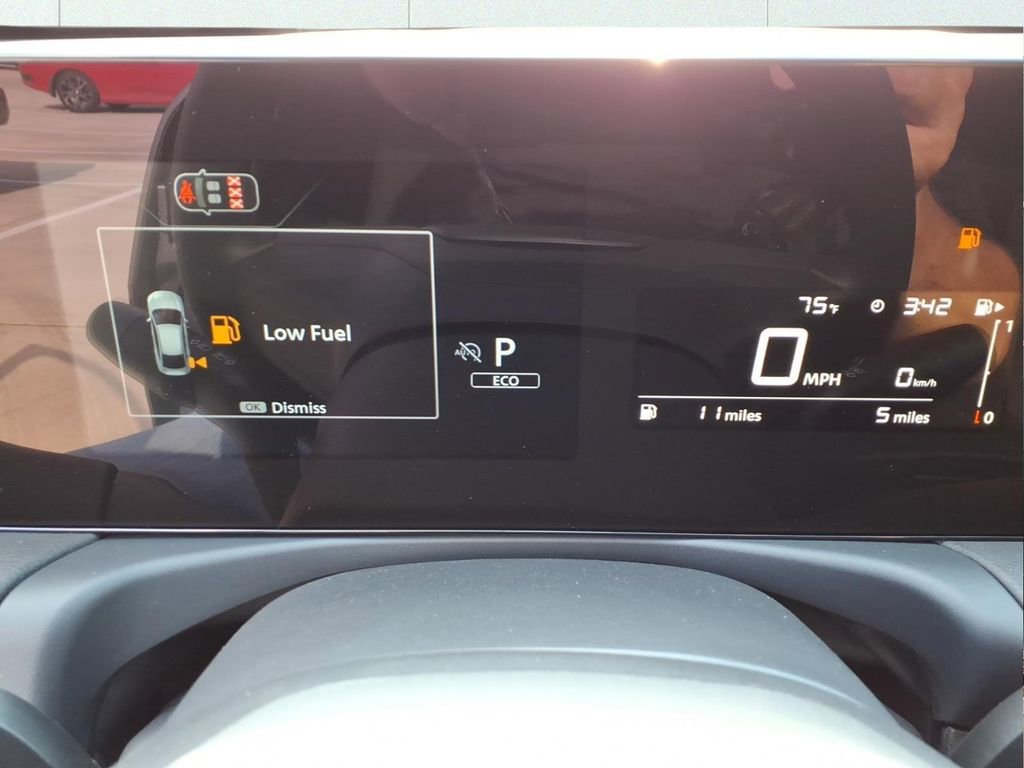 Low Fuel
OK Dismiss
AUTO P
ECO
75°F 3:42
0 MPH 0 km/h
11 miles 5 miles
1
0